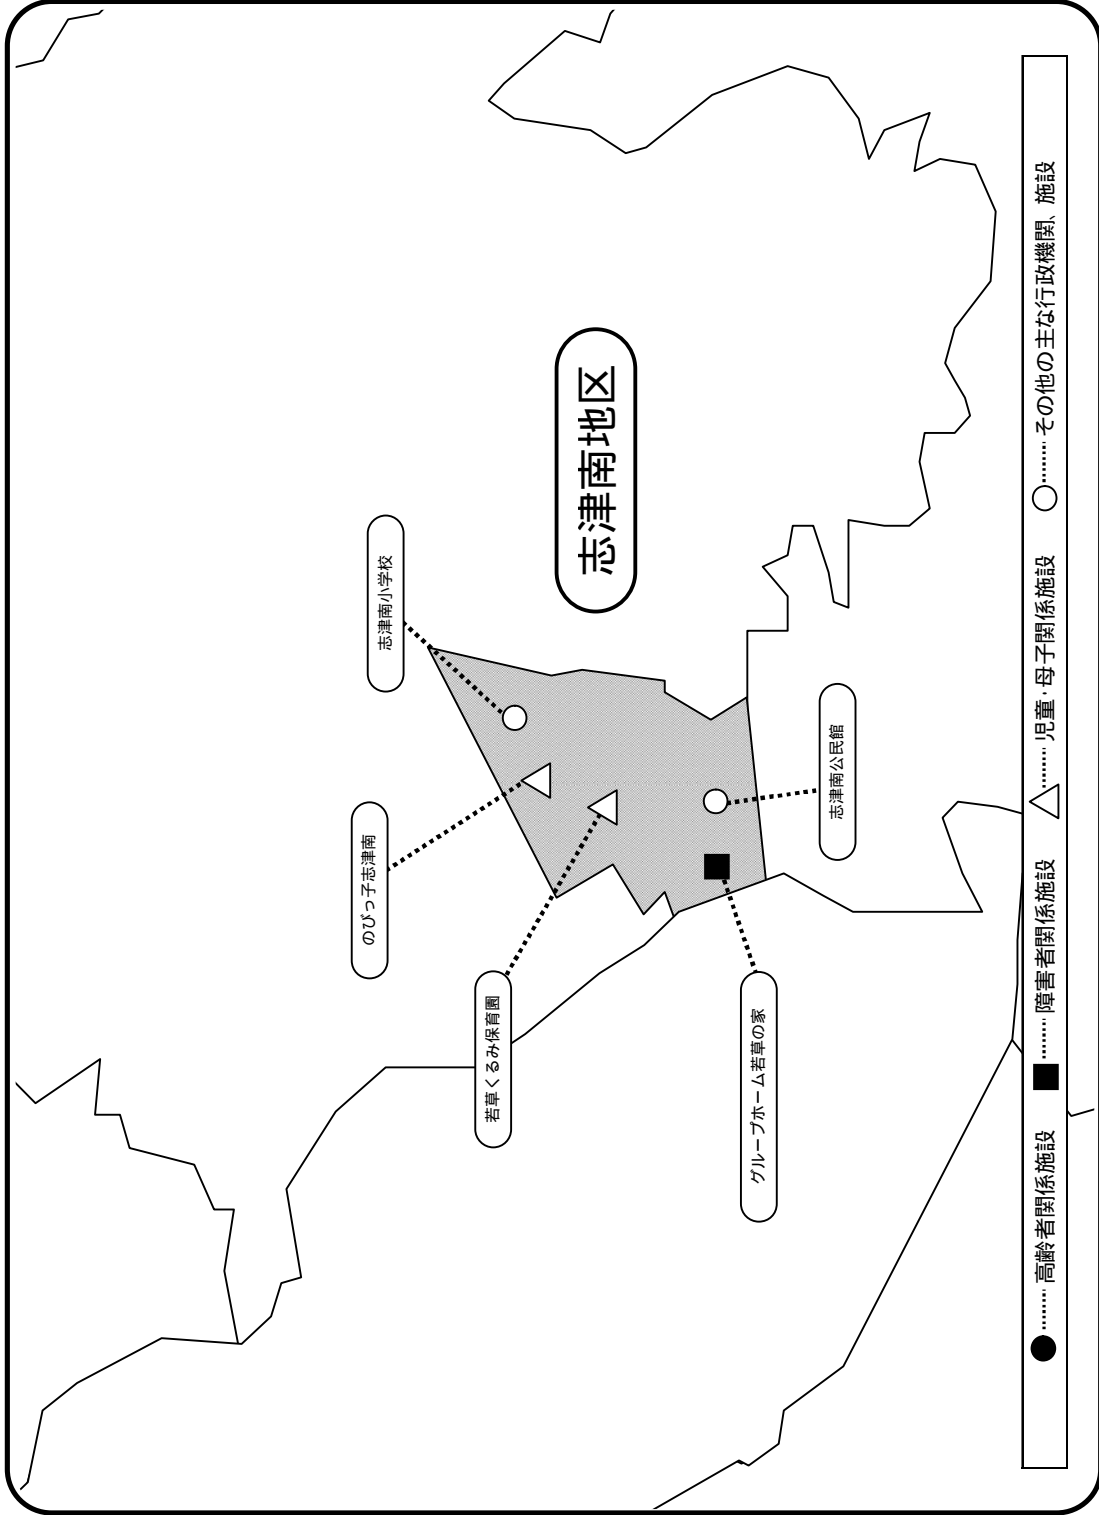 志津南地区
志津南小学校
のびっ子志津南
若草くるみ保育園
志津南公民館
グループホーム若草の家
●……高齢者関係施設 ■……障害者関係施設 △……児童・母子関係施設 ○……その他の主な行政機関、施設